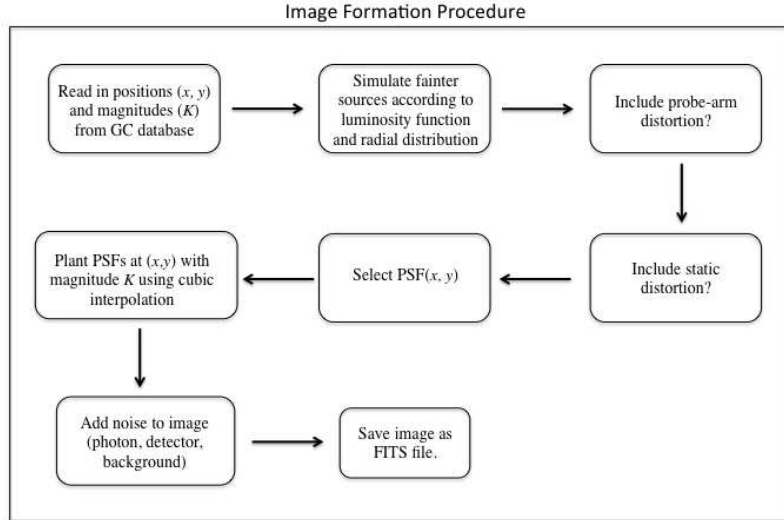 Image Formation Procedure
Read in positions (x, y)
and magnitudes (K)
from GC database
Simulate fainter
sources according to
luminosity function
and radial distribution
Include probe-arm
distortion?
Include static
distortion?
Select PSF(x, y)
Plant PSFs at (x,y) with
magnitude K using cubic
interpolation
Add noise to image
(photon, detector,
background)
Save image as
FITS file.